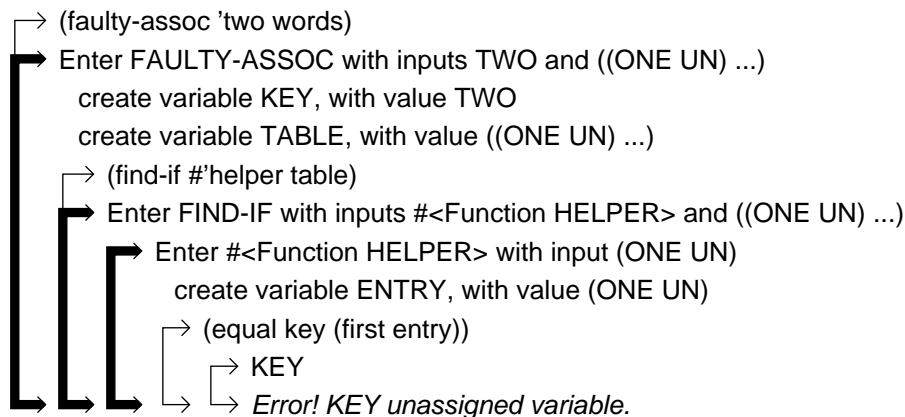 (faulty-assoc ’two words)
Enter FAULTY-ASSOC with inputs TWO and ((ONE UN) ...)
create variable KEY, with value TWO
create variable TABLE, with value ((ONE UN) ...)
(find-if #’helper table)
Enter FIND-IF with inputs #<Function HELPER> and ((ONE UN) ...)
Enter #<Function HELPER> with input (ONE UN)
create variable ENTRY, with value (ONE UN)
(equal key (first entry))
KEY
Error! KEY unassigned variable.